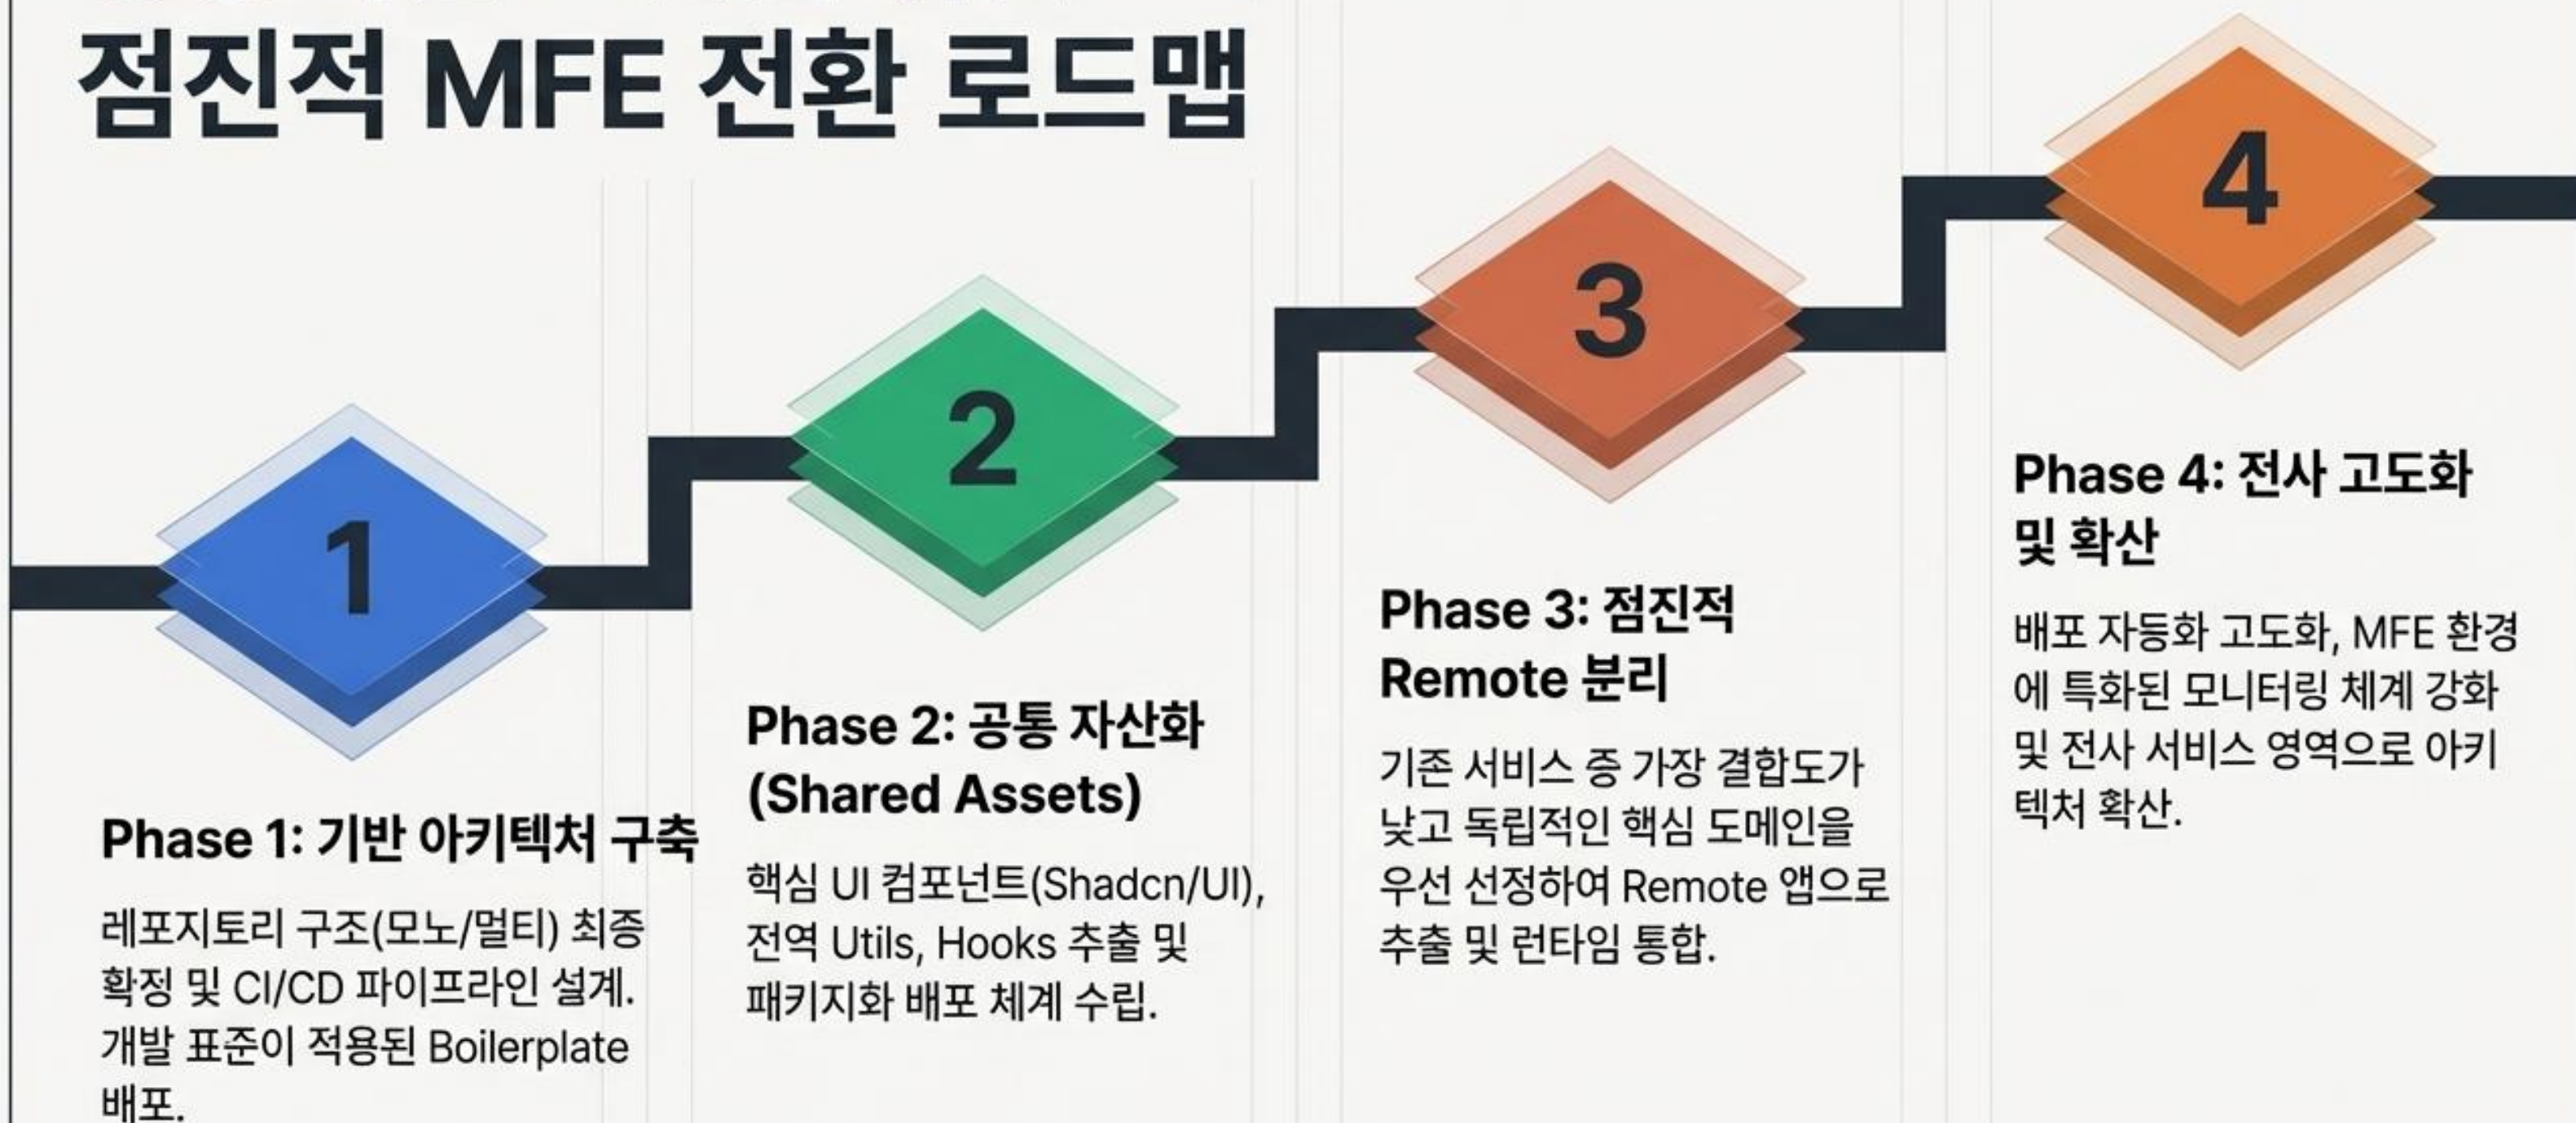 점진적 MFE 전환 로드맵
1
Phase 1: 기반 아키텍처 구축
레포지토리 구조(모노/멀티) 최종
확정 및 CI/CD 파이프라인 설계.
개발 표준이 적용된 Boilerplate
배포.
2
Phase 2: 공통 자산화
(Shared Assets)
핵심 UI 컴포넌트(Shadcn/UI),
전역 Utils, Hooks 추출 및
패키지화 배포 체계 수립.
3
Phase 3: 점진적
Remote 분리
기존 서비스 중 가장 결합도가
낮고 독립적인 핵심 도메인을
우선 선정하여 Remote 앱으로
추출 및 런타임 통합.
4
Phase 4: 전사 고도화
및 확산
배포 자동화 고도화, MFE 환경
에 특화된 모니터링 체계 강화
및 전사 서비스 영역으로 아키
텍처 확산.